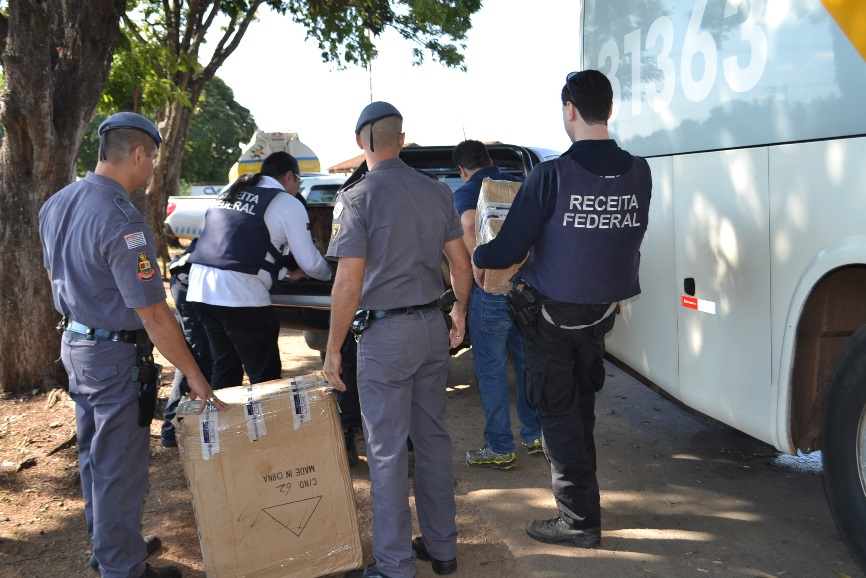 31363
RECEITA
FEDERAL
RECEITA
FEDERAL
C/NO. 62
MADE IN CHINA